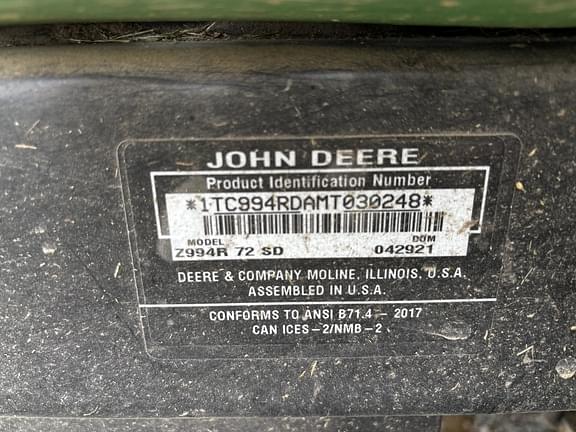 JOHN DEERE
Product Identification Number
*1TC994RDAMT030248*
MODEL DOM
Z994R 72 SD 042921
DEERE & COMPANY MOLINE, ILLINOIS, U.S.A.
ASSEMBLED IN U.S.A.
CONFORMS TO ANSI B71.4 - 2017
CAN ICES-2/NMB-2